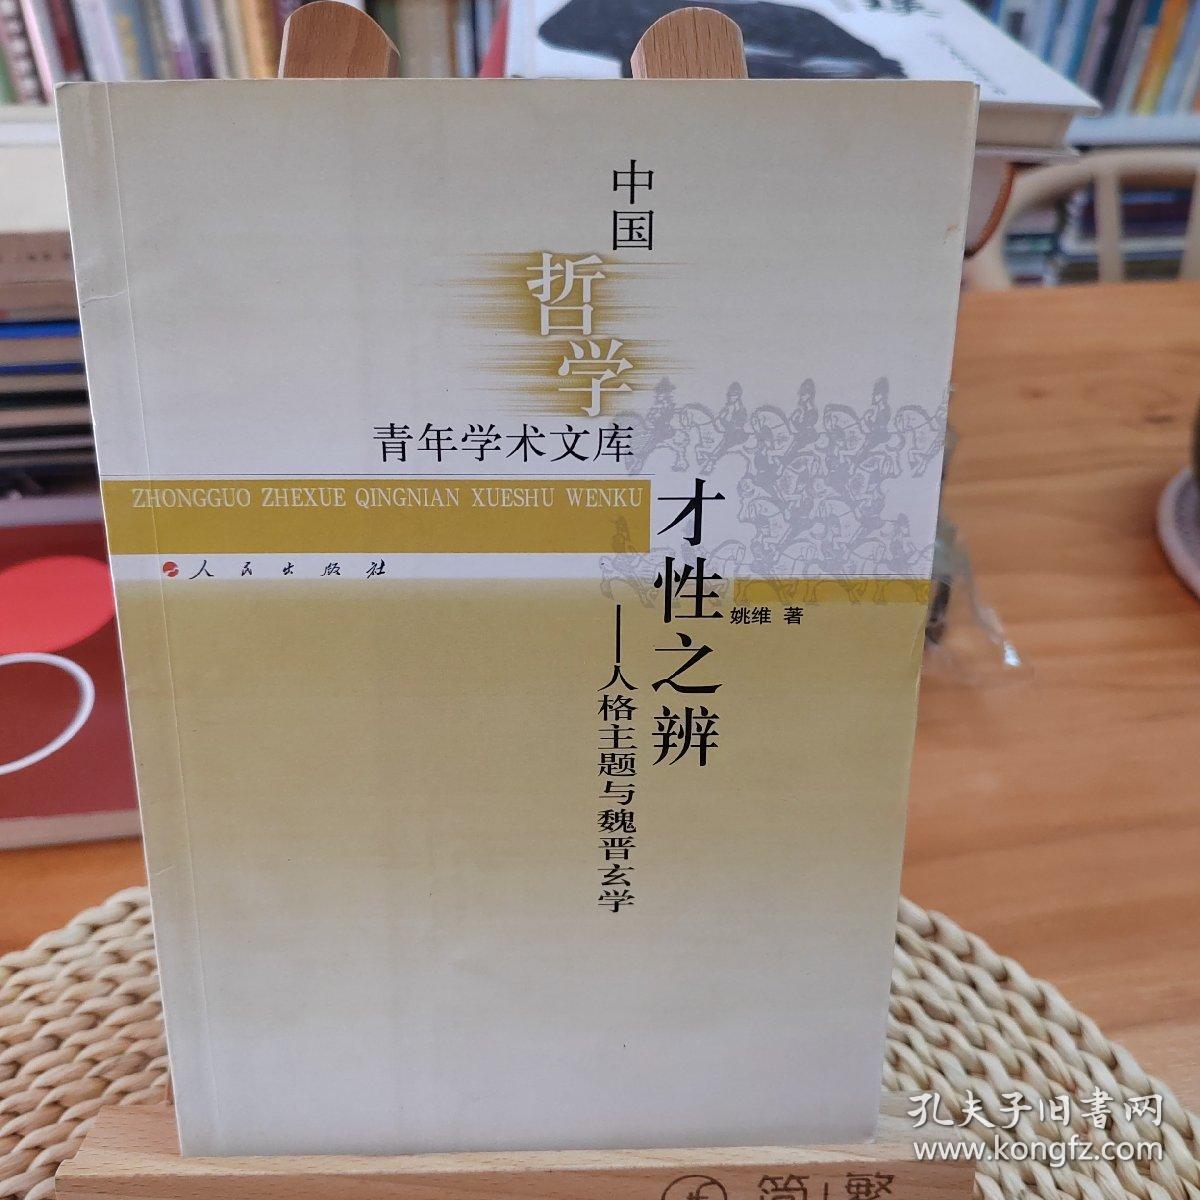 中国
哲学
青年学术文库
ZHONGGUO ZHEXUE QINGNIAN XUESHU WENKU
人民出版社
才性之辨
——人格主题与魏晋玄学
姚维 著
孔夫子旧书网
www.kongfz.com
简|繁